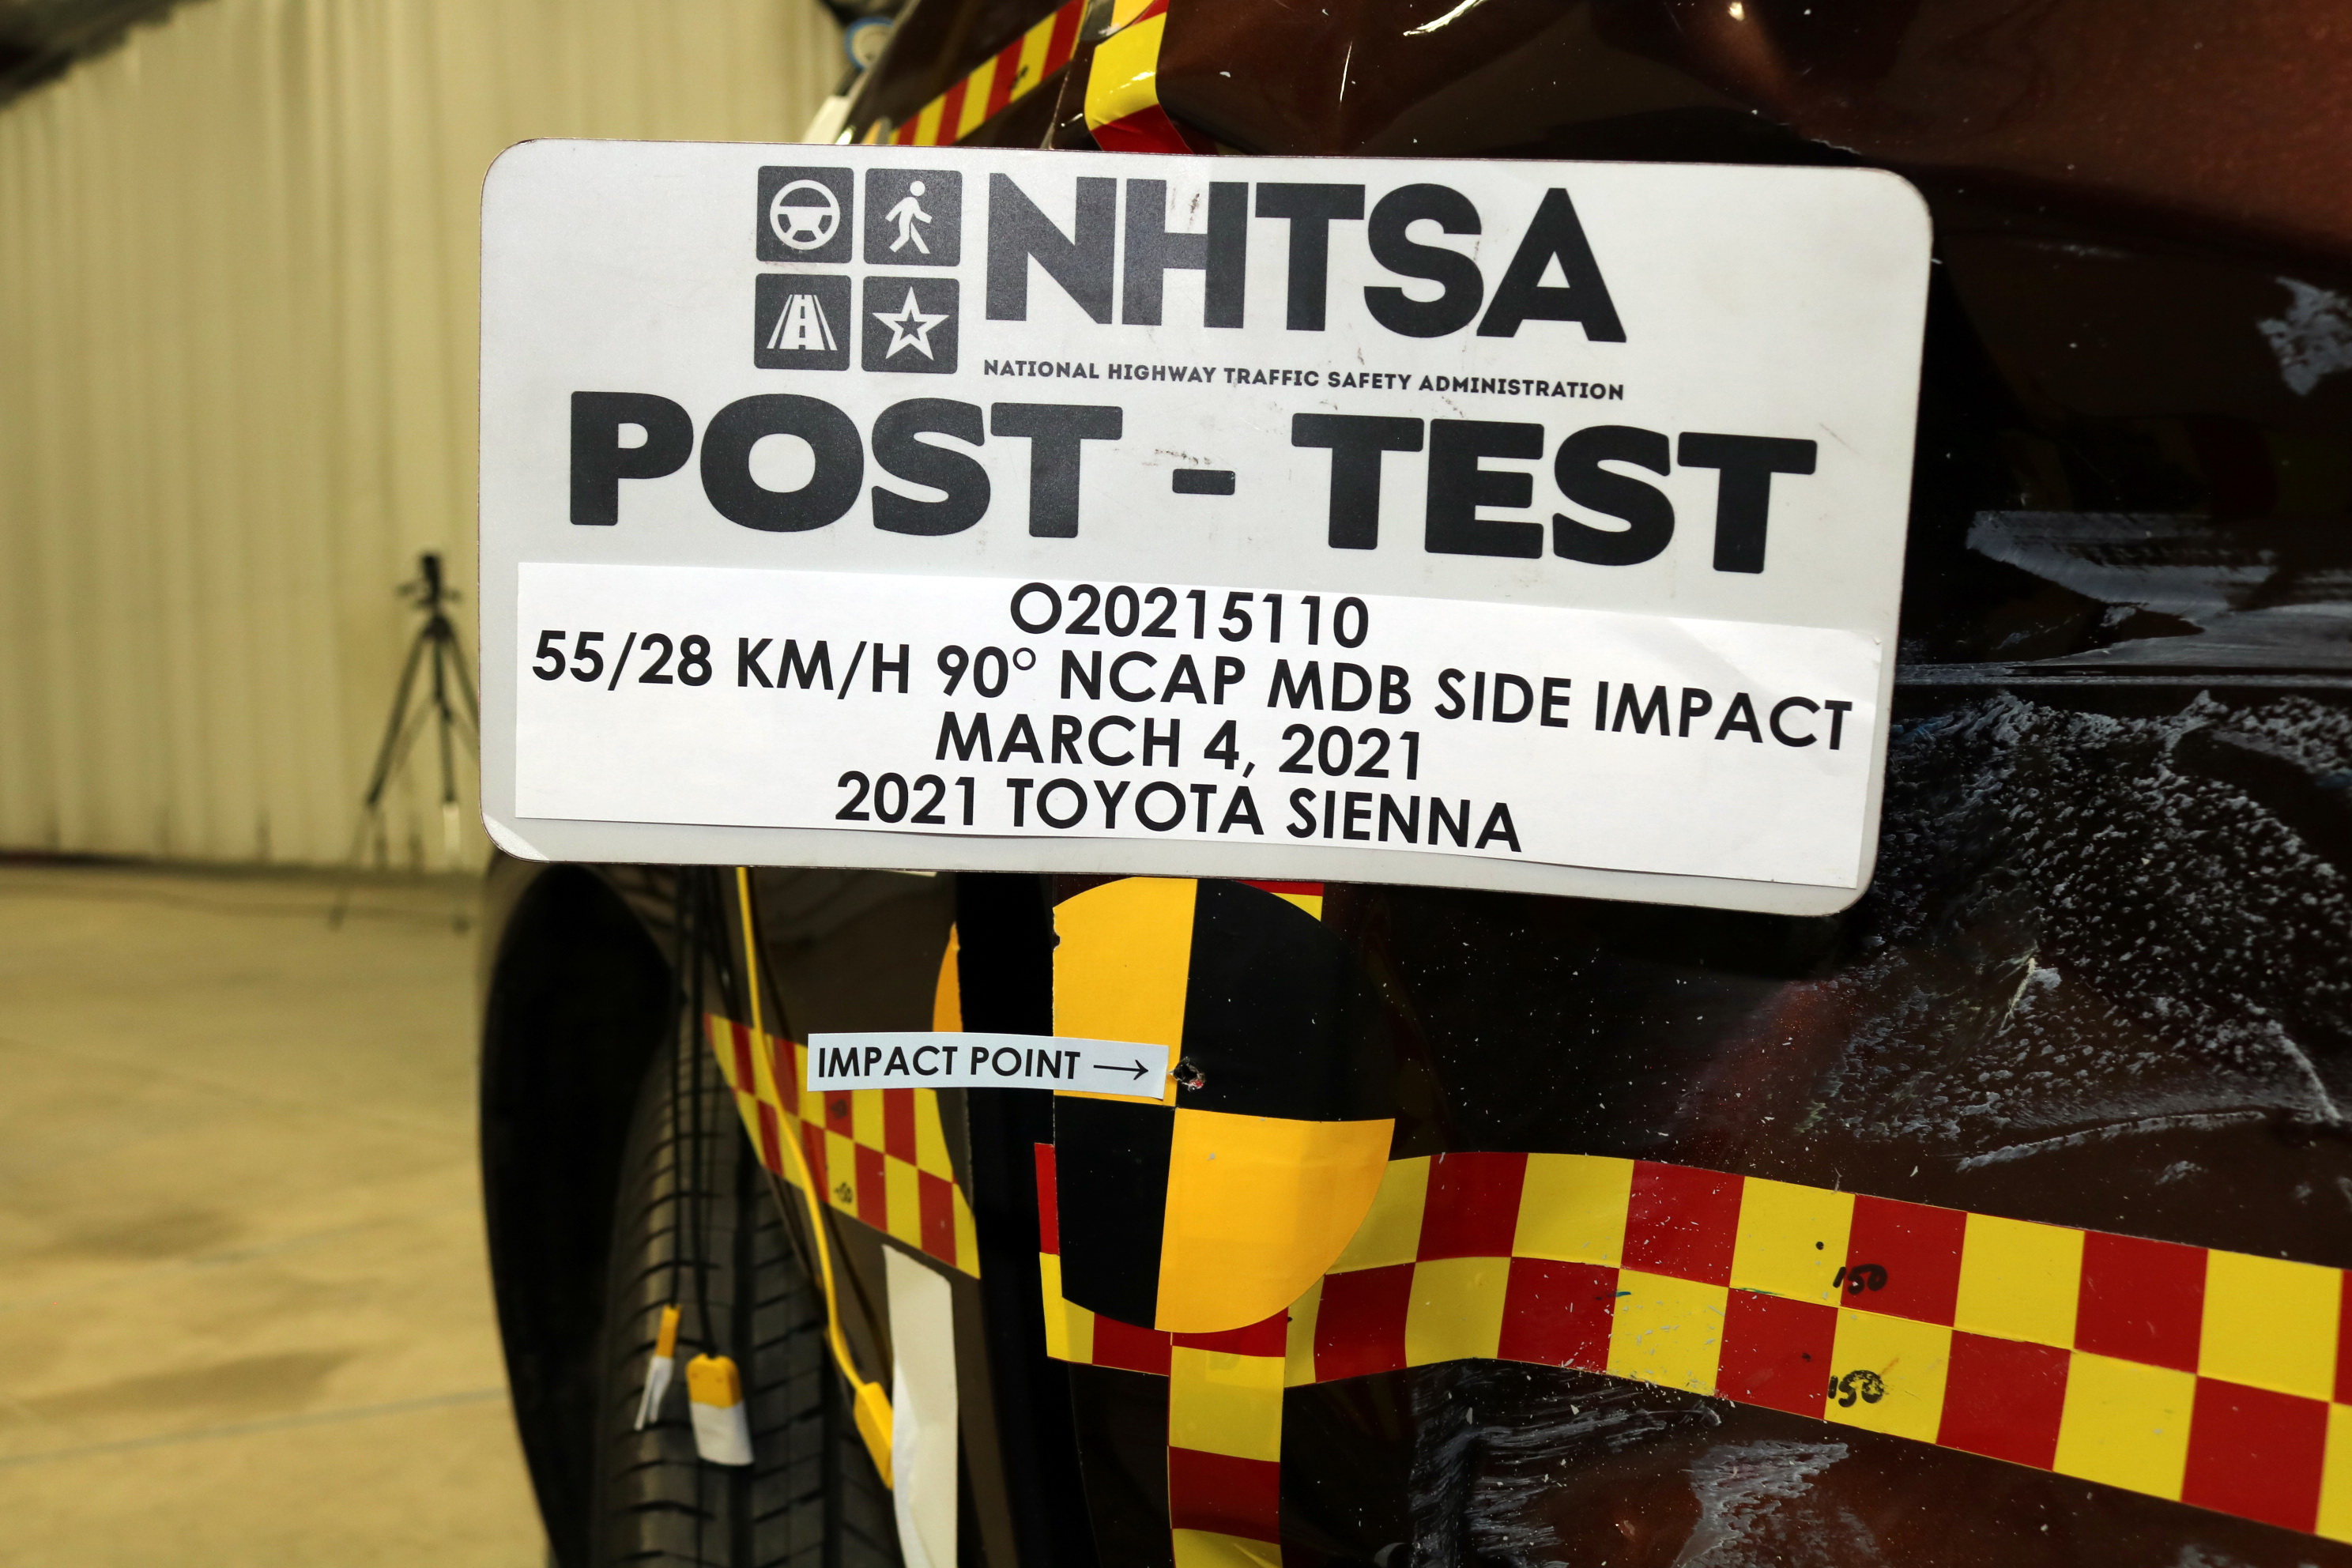 NHTSA
NATIONAL HIGHWAY TRAFFIC SAFETY ADMINISTRATION
POST - TEST
O20215110
55/28 KM/H 90° NCAP MDB SIDE IMPACT
MARCH 4, 2021
2021 TOYOTA SIENNA
IMPACT POINT →
150
150